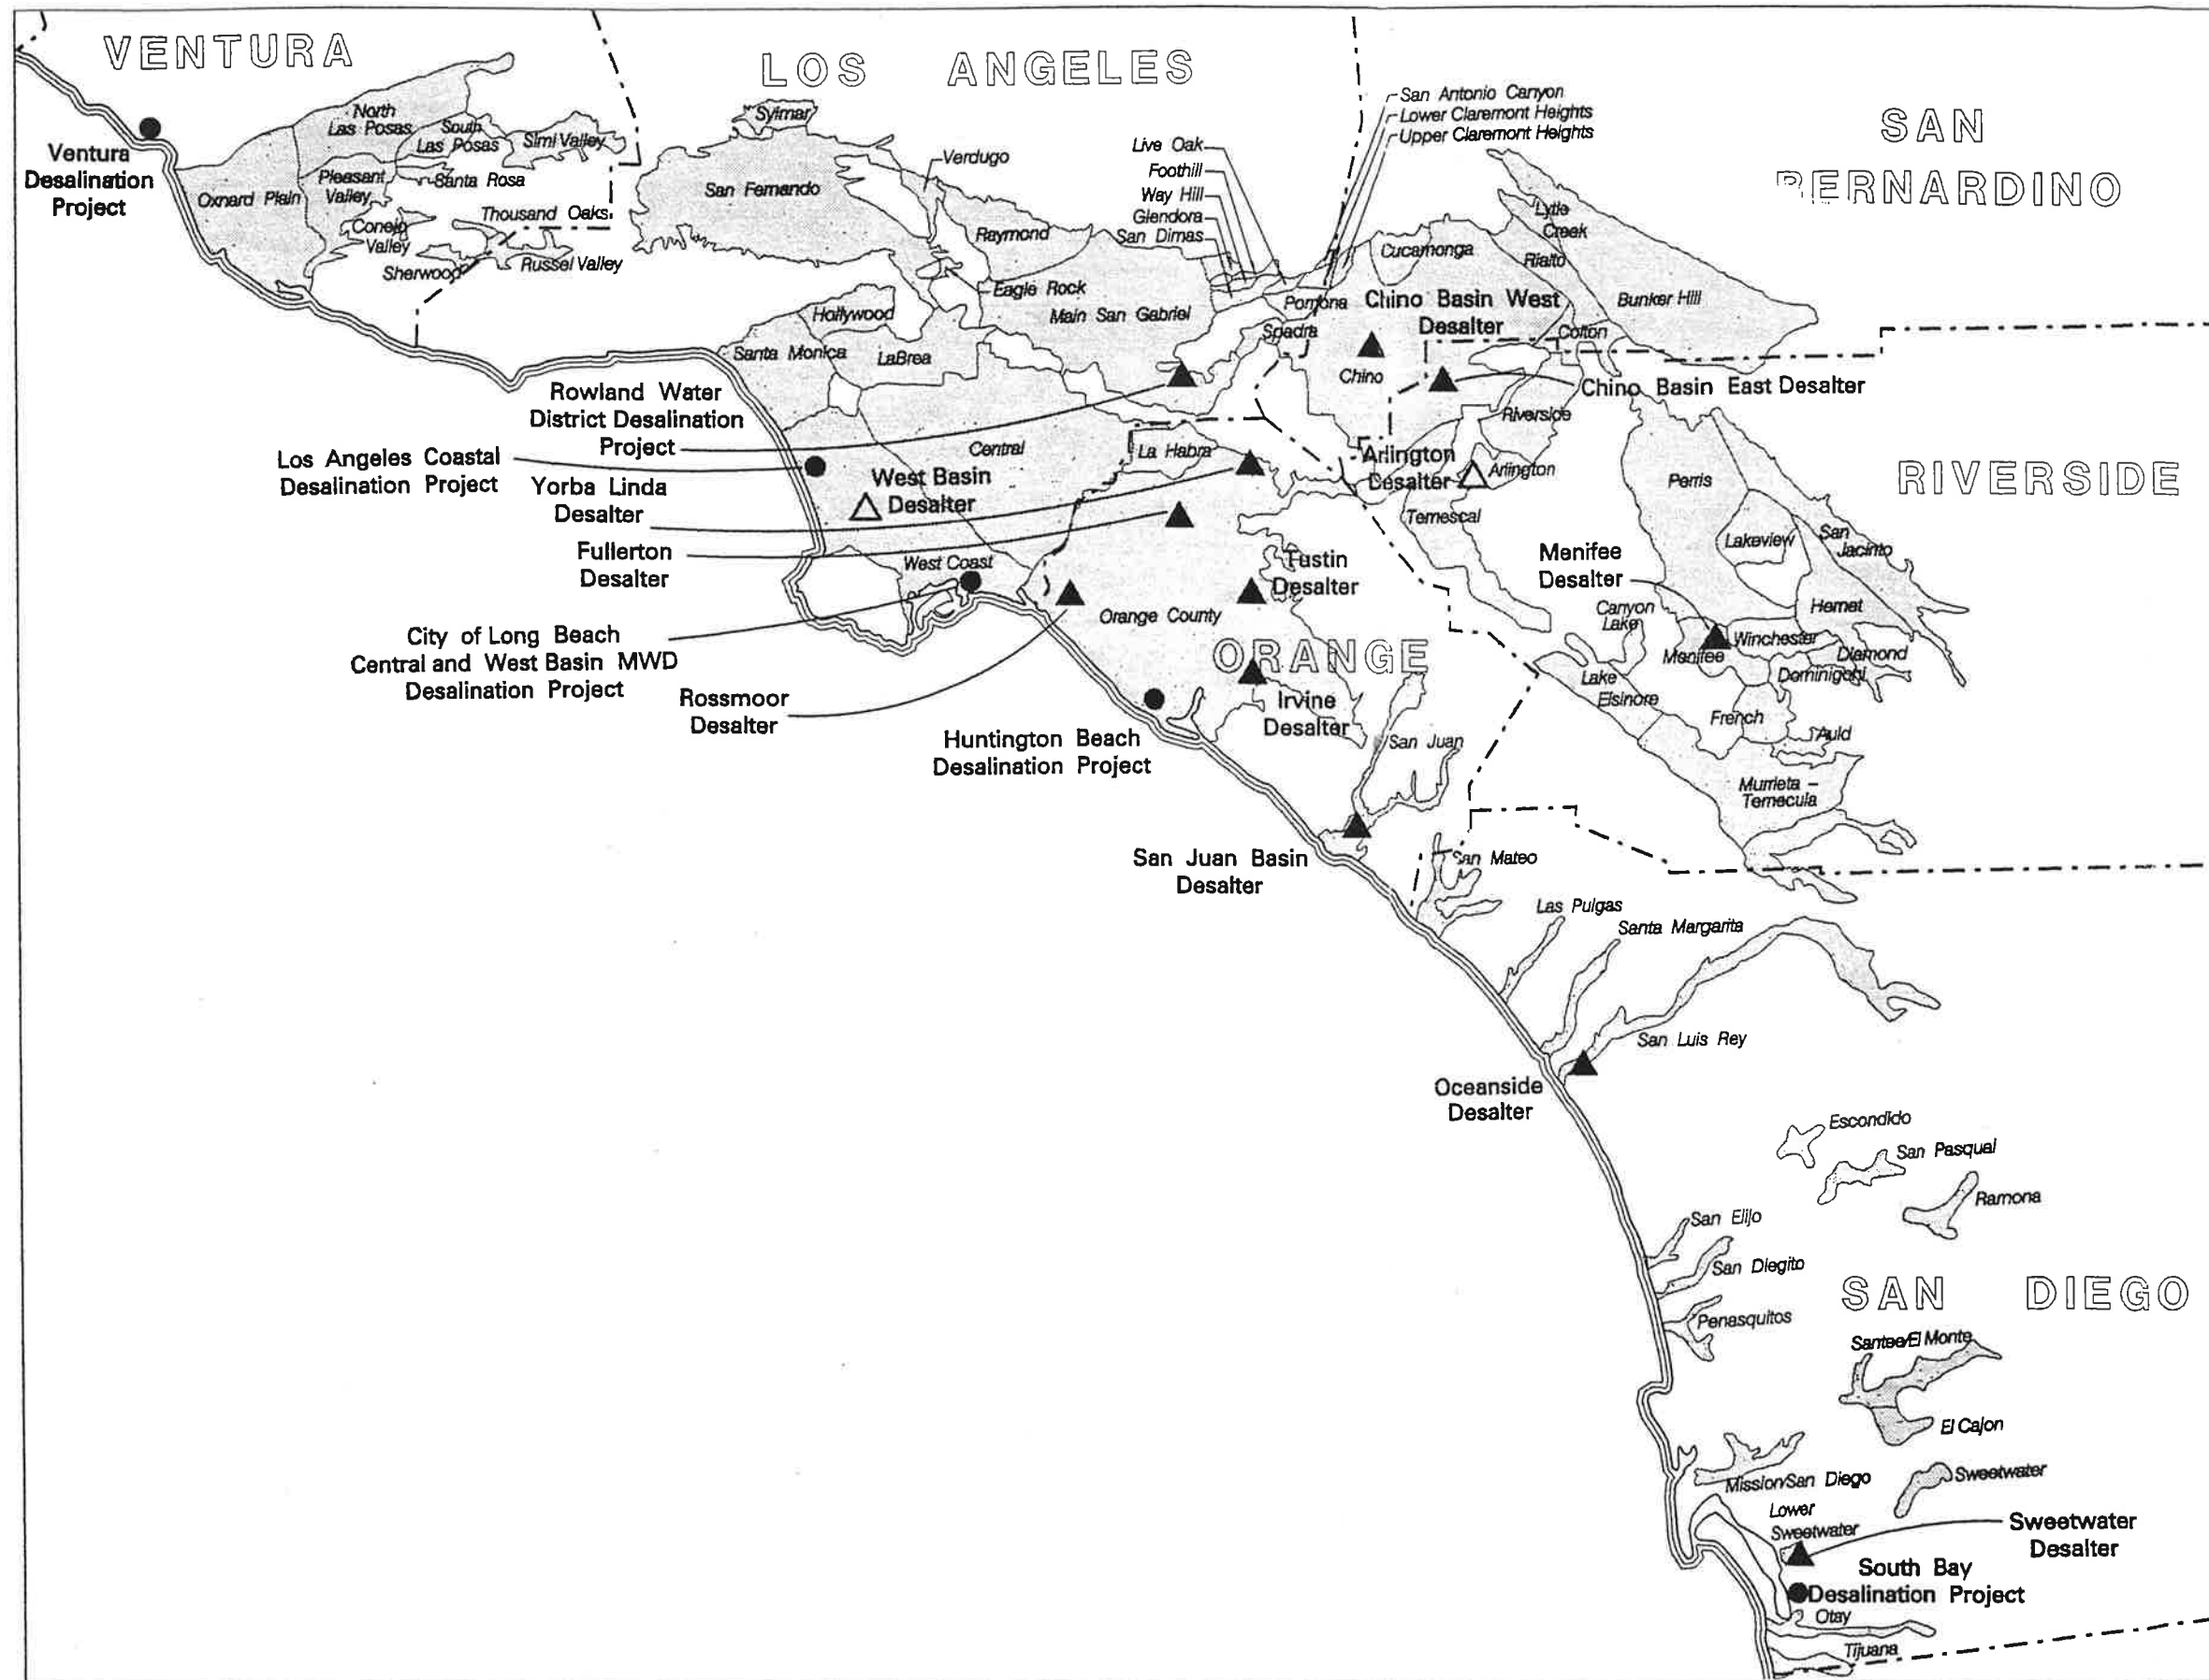 VENTURA
LOS ANGELES
SAN
BERNARDINO
RIVERSIDE
ORANGE
SAN DIEGO
Ventura
Desalination
Project
North
Las Posas
South
Las Posas
Simi Valley
Oxnard Plain
Pleasant
Valley
Santa Rosa
Conejo
Valley
Thousand Oaks
Sherwood
Russel Valley
Sylmar
San Fernando
Verdugo
Raymond
Eagle Rock
Main San Gabriel
Hollywood
Santa Monica
LaBrea
Live Oak
Foothill
Way Hill
Glendora
San Dimas
San Antonio Canyon
Lower Claremont Heights
Upper Claremont Heights
Pomona
Spadra
Cucamonga
Lytle
Creek
Rialto
Bunker Hill
Colton
Chino Basin West
Desalter
Chino
Chino Basin East Desalter
Riverside
Arlington
Desalter
Arlington
Temescal
Rowland Water
District Desalination
Project
Los Angeles Coastal
Desalination Project
Yorba Linda
Desalter
Fullerton
Desalter
Central
La Habra
West Basin
Desalter
West Coast
City of Long Beach
Central and West Basin MWD
Desalination Project
Rossmoor
Desalter
Orange County
Tustin
Desalter
Irvine
Desalter
Huntington Beach
Desalination Project
San Juan
San Juan Basin
Desalter
Perris
Lakeview
San
Jacinto
Menifee
Desalter
Canyon
Lake
Hemet
Winchester
Menifee
Diamond
Dominigoni
Lake
Elsinore
French
Auld
Murrieta -
Temecula
San Mateo
Las Pulgas
Santa Margarita
San Luis Rey
Oceanside
Desalter
Escondido
San Pasqual
Ramona
San Elijo
San Diegito
Penasquitos
Santee/El Monte
El Cajon
Mission/San Diego
Sweetwater
Lower
Sweetwater
Sweetwater
Desalter
South Bay
Desalination Project
Otay
Tijuana